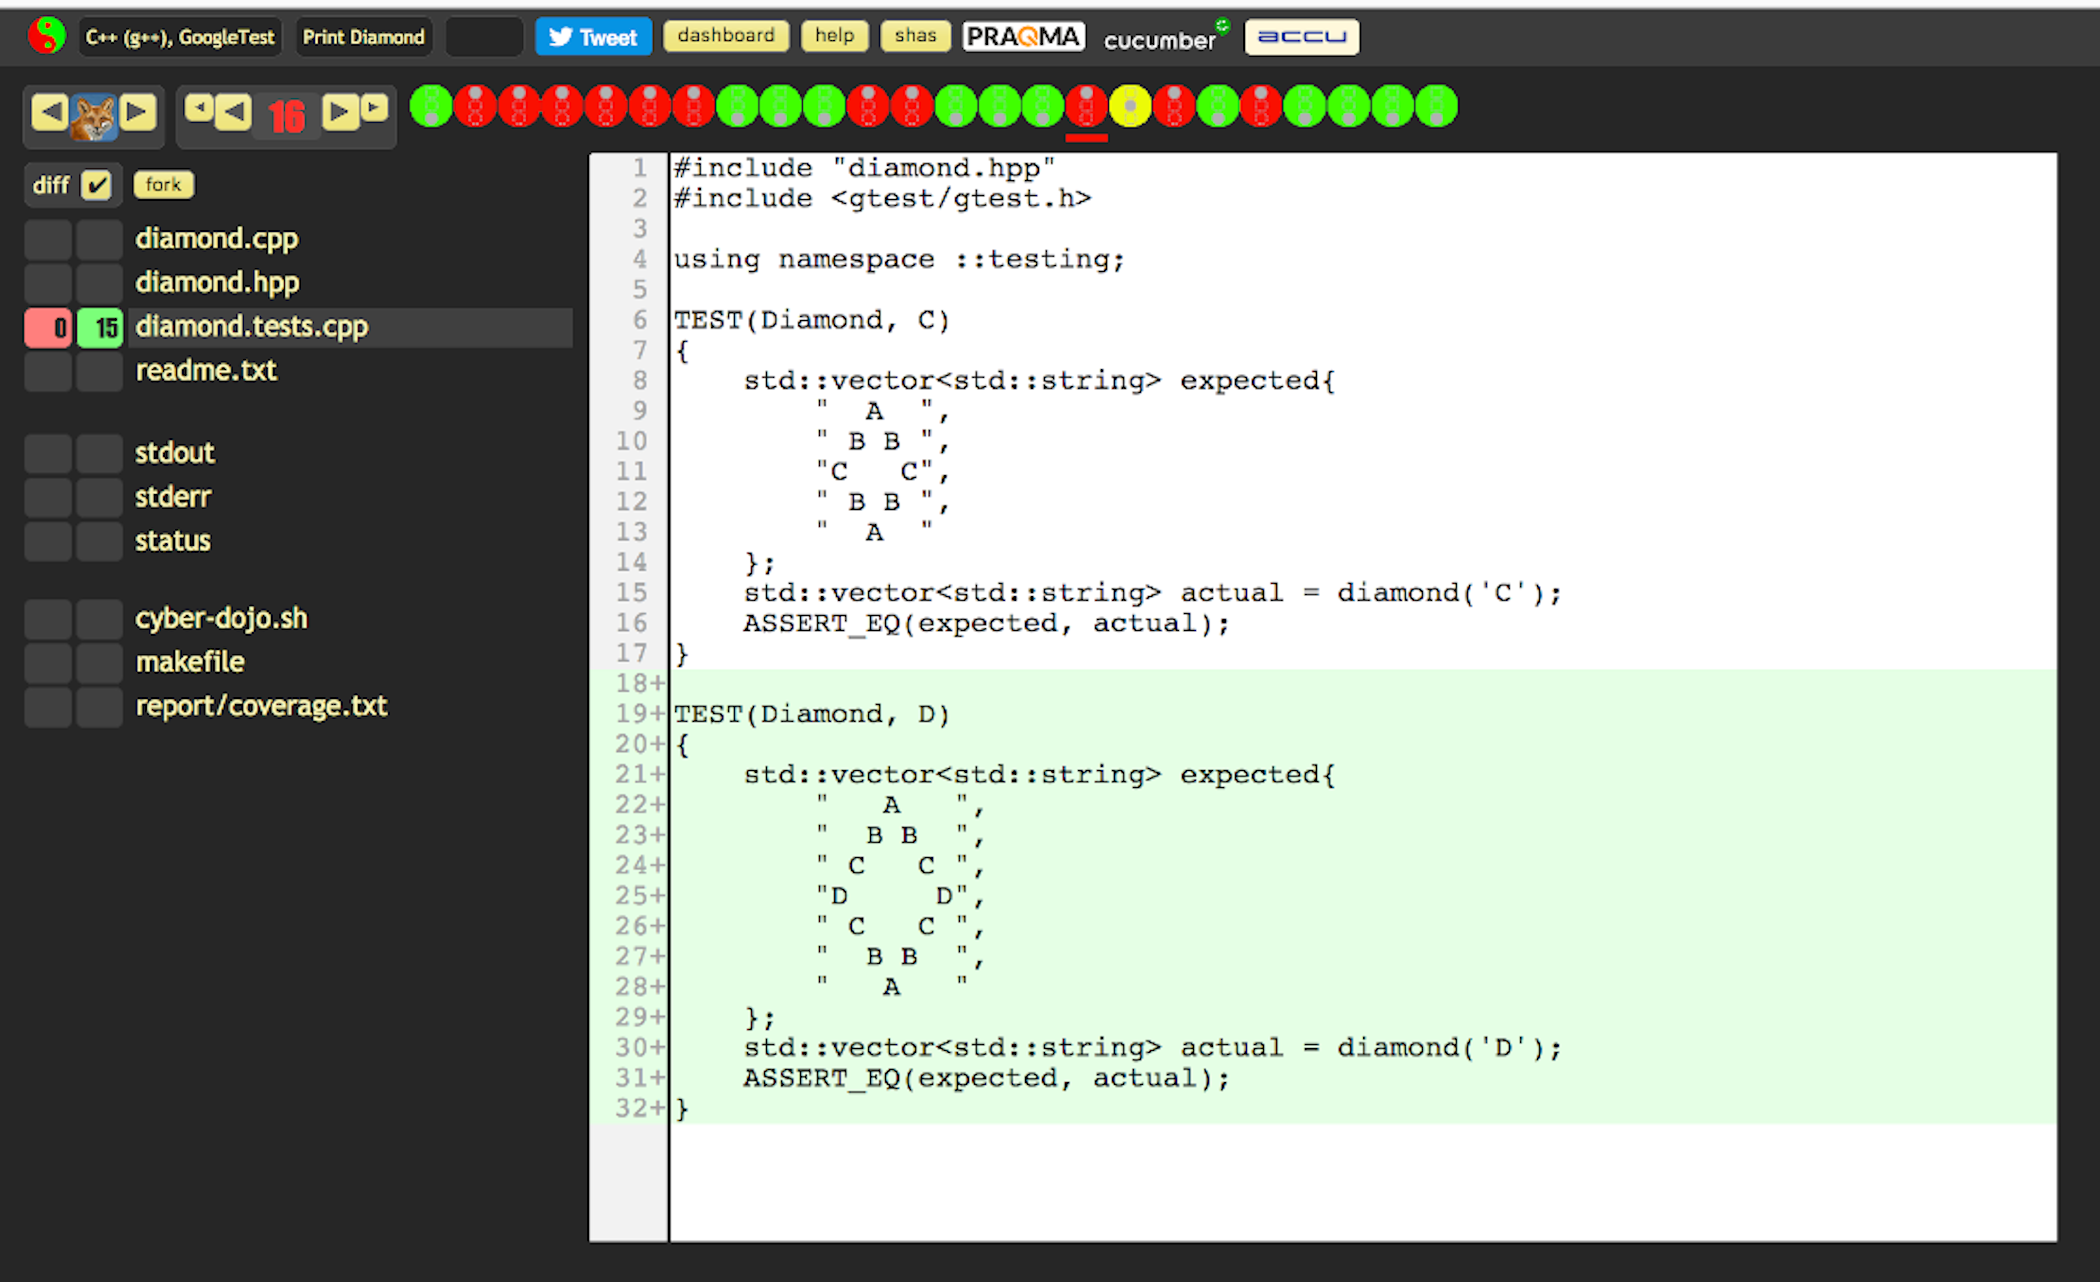 C++ (g++), GoogleTest Print Diamond Tweet dashboard help shas PRAQMA cucumber accu
16
diff ✔ fork
diamond.cpp
diamond.hpp
0 15 diamond.tests.cpp
readme.txt
stdout
stderr
status
cyber-dojo.sh
makefile
report/coverage.txt
1 #include "diamond.hpp"
2 #include <gtest/gtest.h>
3
4 using namespace ::testing;
5
6 TEST(Diamond, C)
7 {
8     std::vector<std::string> expected{
9         "  A  ",
10         " B B ",
11         "C   C",
12         " B B ",
13         "  A  "
14     };
15     std::vector<std::string> actual = diamond('C');
16     ASSERT_EQ(expected, actual);
17 }
18+
19+ TEST(Diamond, D)
20+ {
21+     std::vector<std::string> expected{
22+         "   A   ",
23+         "  B B  ",
24+         " C   C ",
25+         "D     D",
26+         " C   C ",
27+         "  B B  ",
28+         "   A   "
29+     };
30+     std::vector<std::string> actual = diamond('D');
31+     ASSERT_EQ(expected, actual);
32+ }